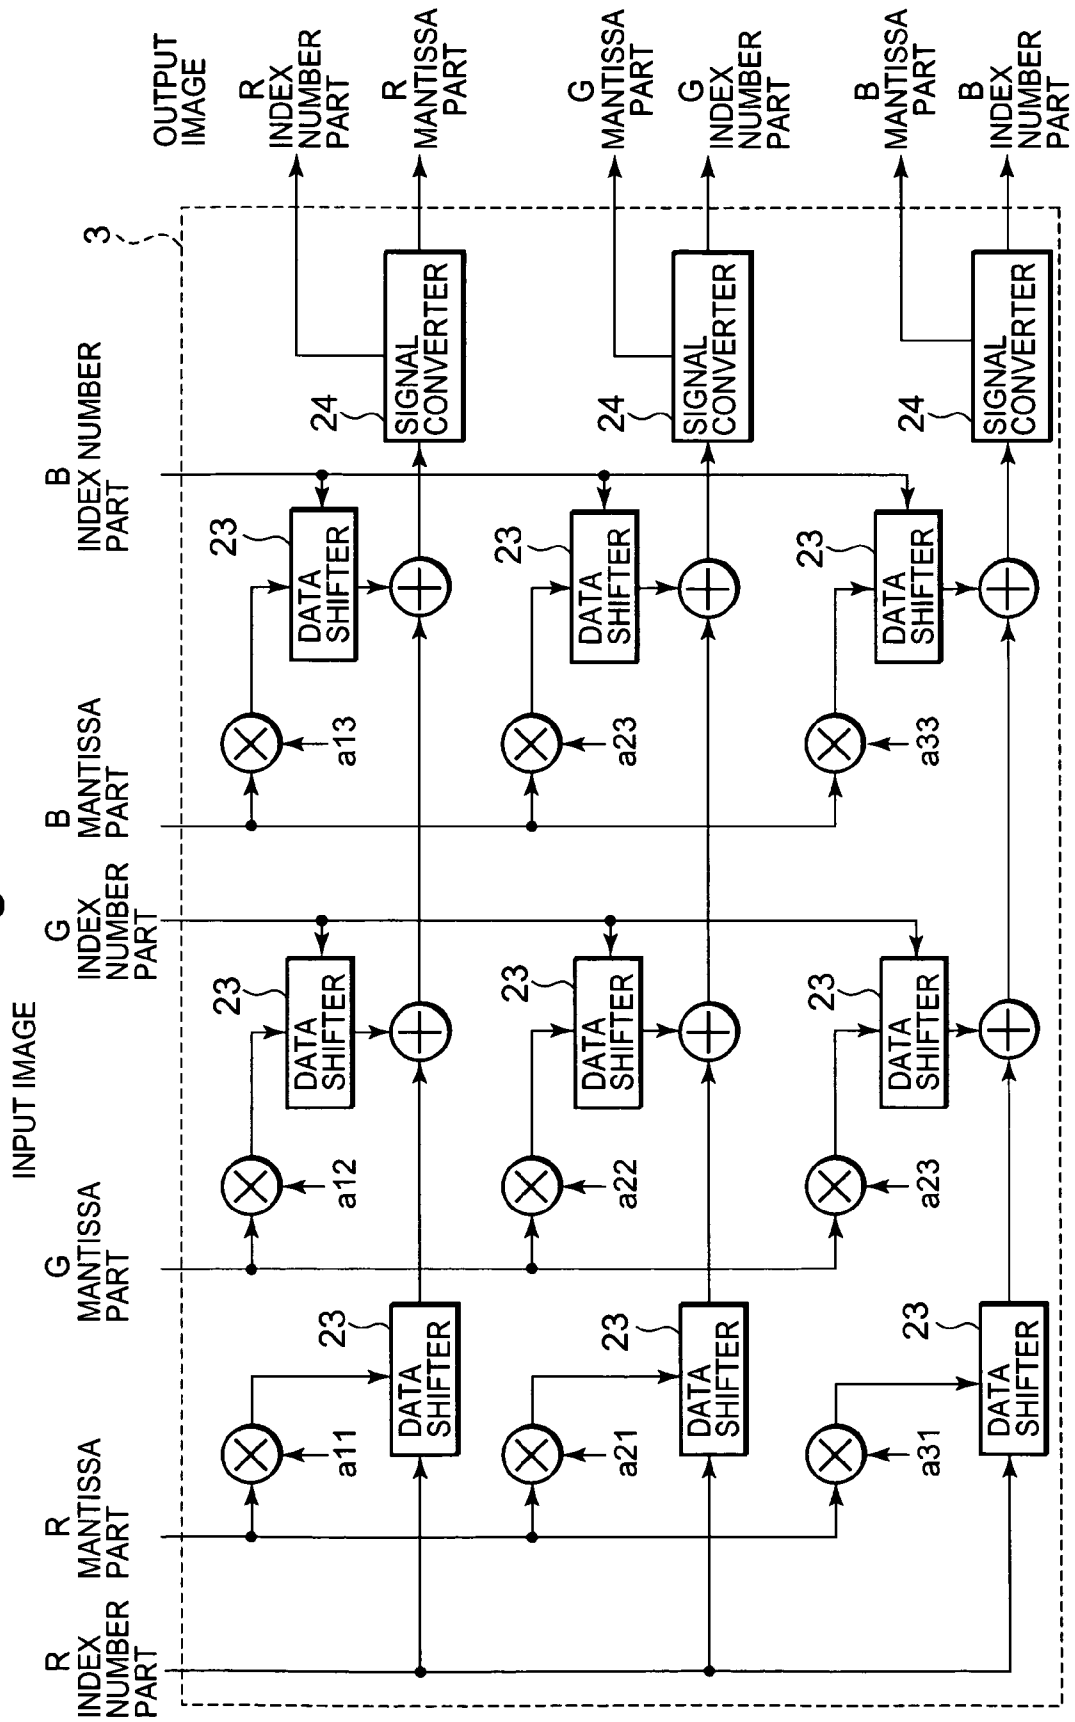 INPUT IMAGE
R
INDEX
NUMBER
PART
R
MANTISSA
PART
G
MANTISSA
PART
G
INDEX
NUMBER
PART
B
MANTISSA
PART
B
INDEX NUMBER
PART
3
OUTPUT
IMAGE
a11
23
DATA
SHIFTER
a12
23
DATA
SHIFTER
a13
23
DATA
SHIFTER
24
SIGNAL
CONVERTER
R
INDEX
NUMBER
PART
R
MANTISSA
PART
a21
23
DATA
SHIFTER
a22
23
DATA
SHIFTER
a23
23
DATA
SHIFTER
24
SIGNAL
CONVERTER
G
MANTISSA
PART
G
INDEX
NUMBER
PART
a31
23
DATA
SHIFTER
a23
23
DATA
SHIFTER
a33
23
DATA
SHIFTER
24
SIGNAL
CONVERTER
B
MANTISSA
PART
B
INDEX
NUMBER
PART